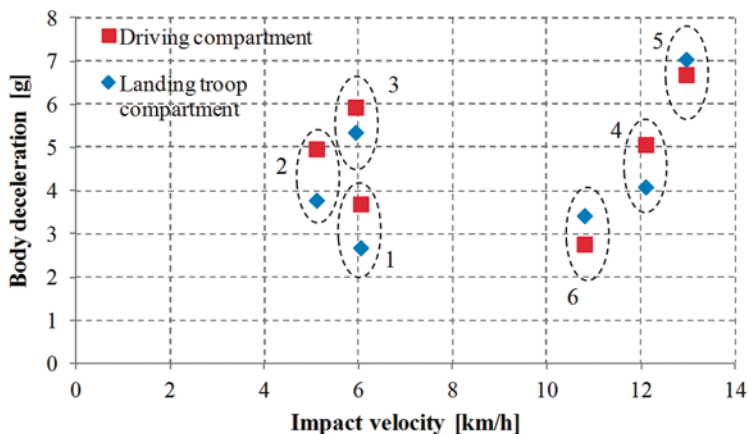 8
7
6
5
4
3
2
1
0
Body deceleration [g]
Driving compartment
Landing troop
compartment
3
2
1
5
4
6
0 2 4 6 8 10 12 14
Impact velocity [km/h]